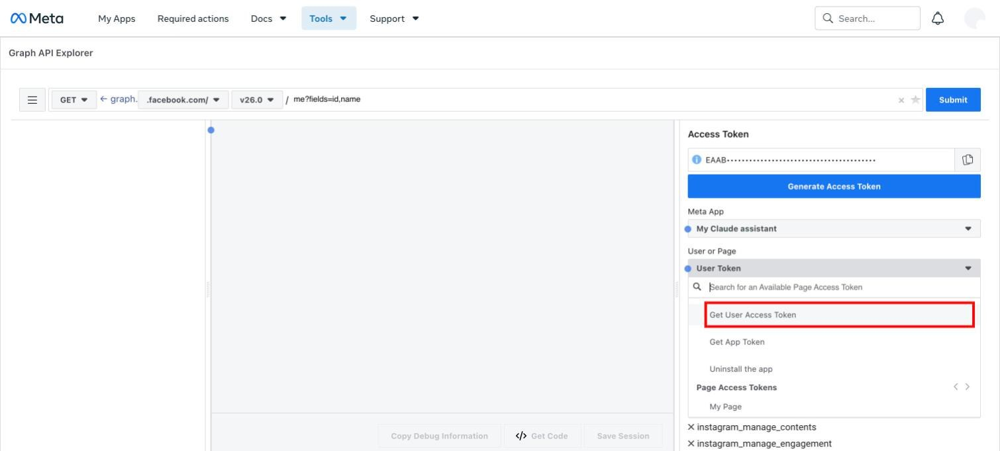 Meta My Apps Required actions Docs Tools Support Search...
Graph API Explorer
GET ← graph. .facebook.com/ v26.0 / me?fields=id,name × Submit
Access Token
EAAB••••••••••••••••••••••••••••••••••••••••
Generate Access Token
Meta App
My Claude assistant
User or Page
User Token
Search for an Available Page Access Token
Get User Access Token
Get App Token
Uninstall the app
Page Access Tokens
My Page
× instagram_manage_contents
× instagram_manage_engagement
Copy Debug Information </> Get Code Save Session